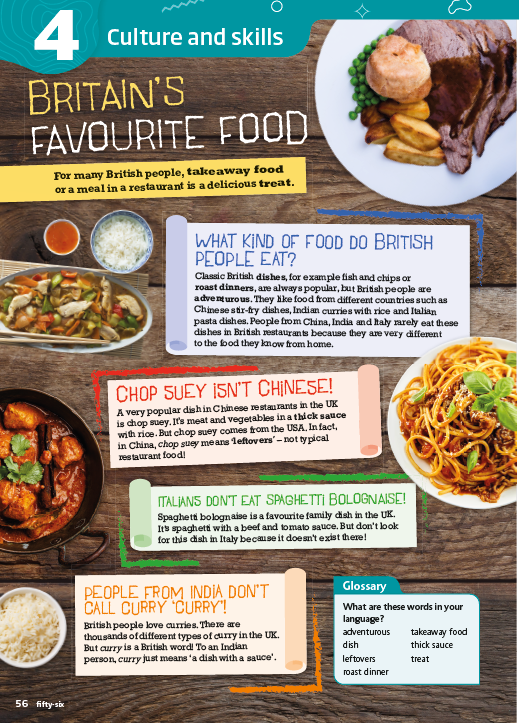 4
Culture and skills
BRITAIN'S
FAVOURITE FOOD
For many British people, takeaway food
or a meal in a restaurant is a delicious treat.
WHAT KIND OF FOOD DO BRITISH
PEOPLE EAT?
Classic British dishes, for example fish and chips or
roast dinners, are always popular, but British people are
adventurous. They like food from different countries such as
Chinese stir-fry dishes, Indian curries with rice and Italian
pasta dishes. People from China, India and Italy rarely eat these
dishes in British restaurants because they are very different
to the food they know from home.
CHOP SUEY ISN'T CHINESE!
A very popular dish in Chinese restaurants in the UK
is chop suey. It's meat and vegetables in a thick sauce
with rice. But chop suey comes from the USA. In fact,
in China, chop suey means 'leftovers' – not typical
restaurant food!
ITALIANS DON'T EAT SPAGHETTI BOLOGNAISE!
Spaghetti bolognaise is a favourite family dish in the UK.
It's spaghetti with a beef and tomato sauce. But don't look
for this dish in Italy because it doesn't exist there!
PEOPLE FROM INDIA DON'T
CALL CURRY 'CURRY'!
British people love curries. There are
thousands of different types of curry in the UK.
But curry is a British word! To an Indian
person, curry just means 'a dish with a sauce'.
Glossary
What are these words in your
language?
adventurous
dish
leftovers
roast dinner
takeaway food
thick sauce
treat
56 fifty-six